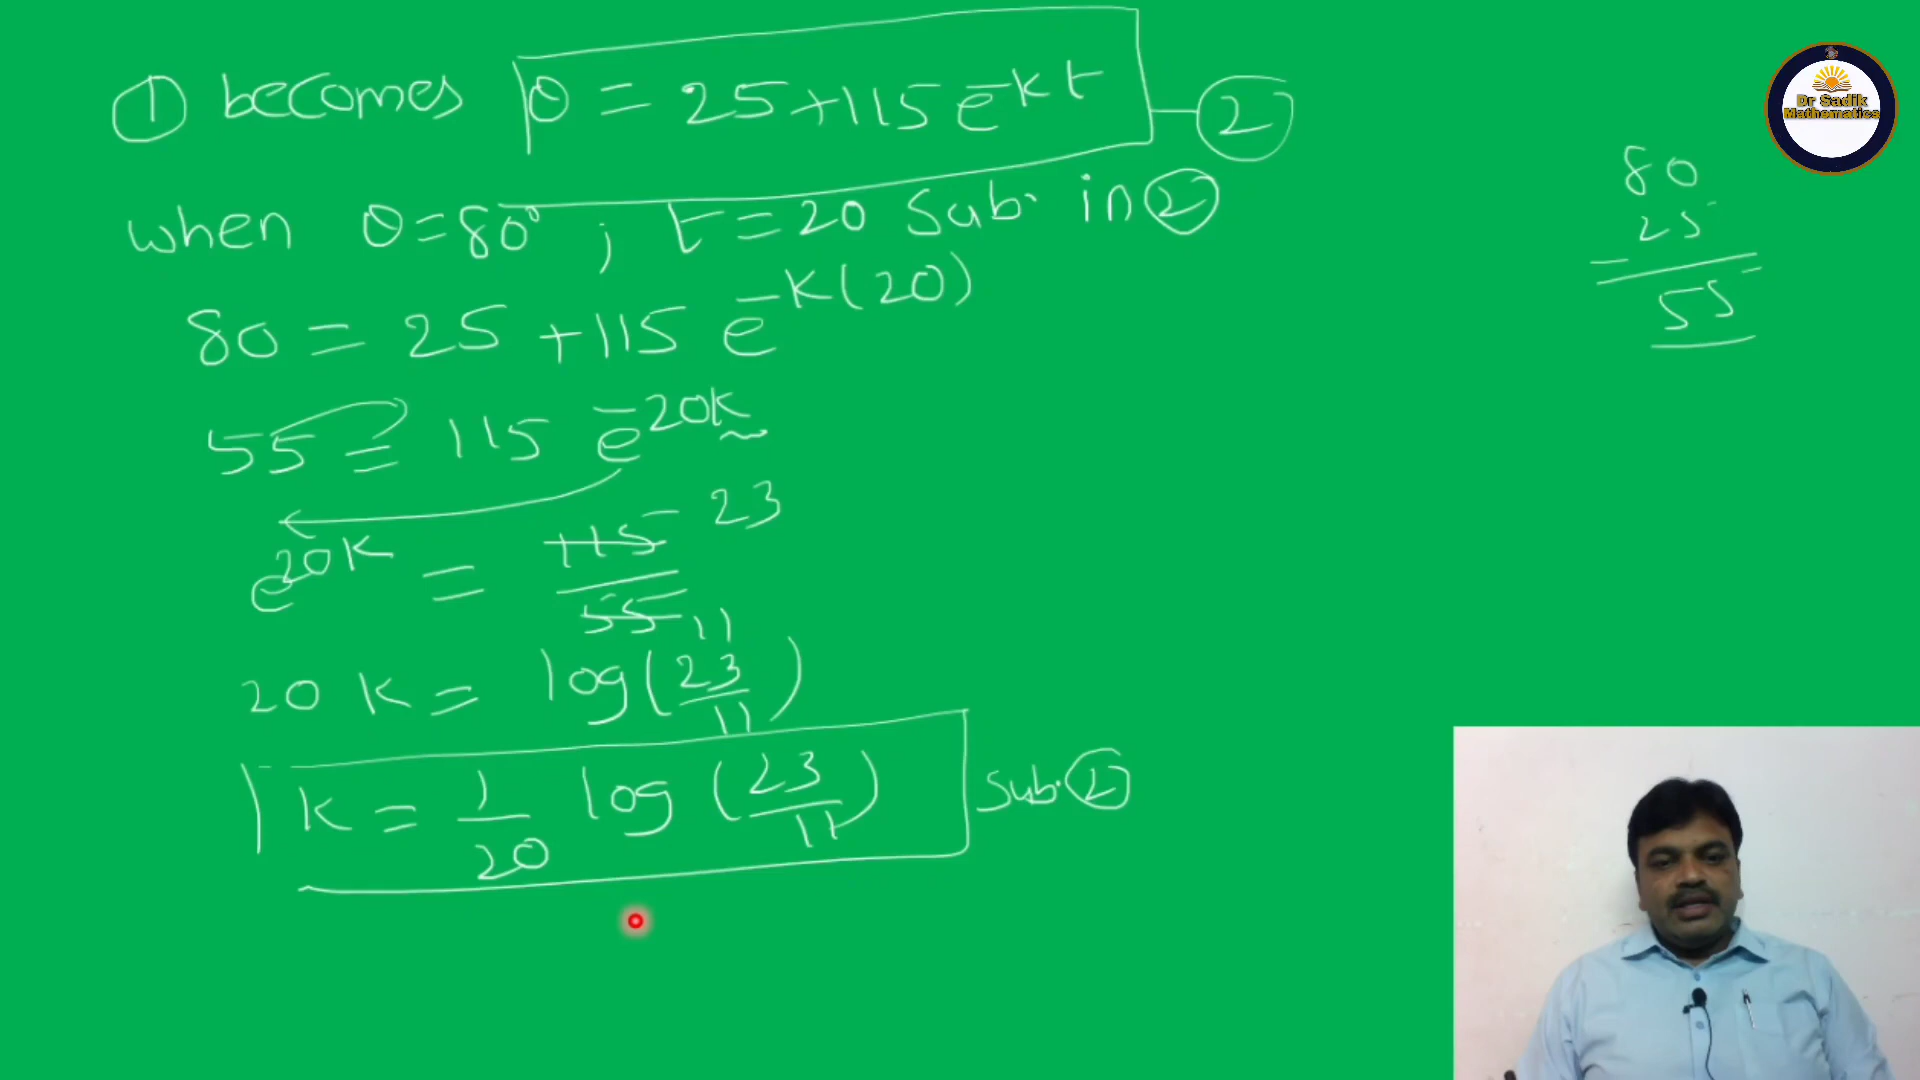 ① becomes θ = 25+115 e^-kt — ②
when θ=80° ; t=20 Sub. in ②
80 = 25 +115 e^-k(20)
55 = 115 e^-20k
e^20k = 115/55 23/11
20 k = log(23/11)
k = 1/20 log(23/11) Sub. ②
80
25
—
55
Dr Sadik
Mathematics